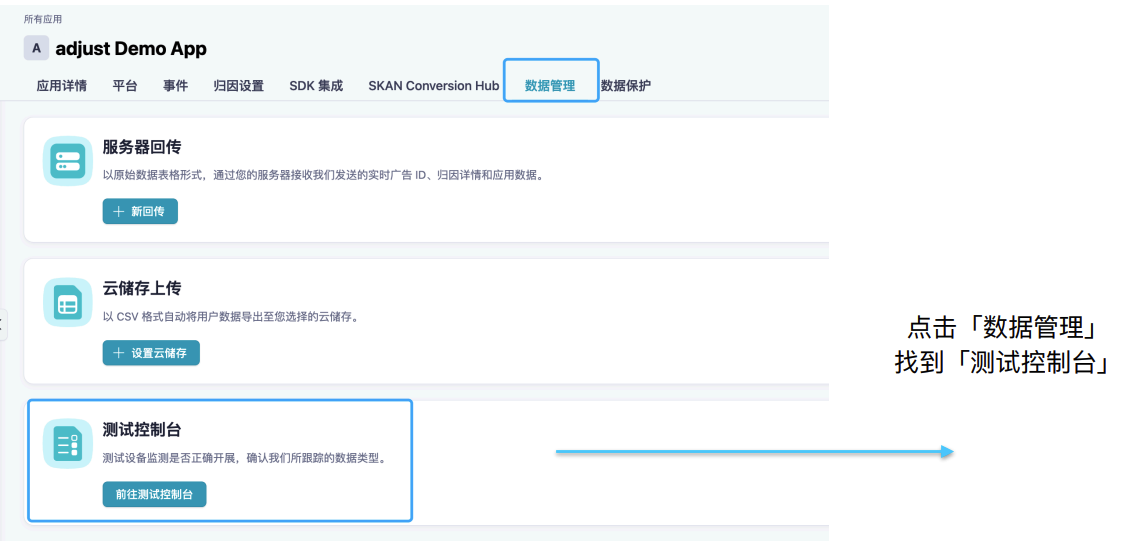 所有应用
A adjust Demo App
应用详情 平台 事件 归因设置 SDK 集成 SKAN Conversion Hub 数据管理 数据保护
服务器回传
以原始数据表格形式，通过您的服务器接收我们发送的实时广告 ID、归因详情和应用数据。
+ 新回传
云储存上传
以 CSV 格式自动将用户数据导出至您选择的云储存。
+ 设置云储存
点击「数据管理」
找到「测试控制台」
测试控制台
测试设备监测是否正确开展，确认我们所跟踪的数据类型。
前往测试控制台